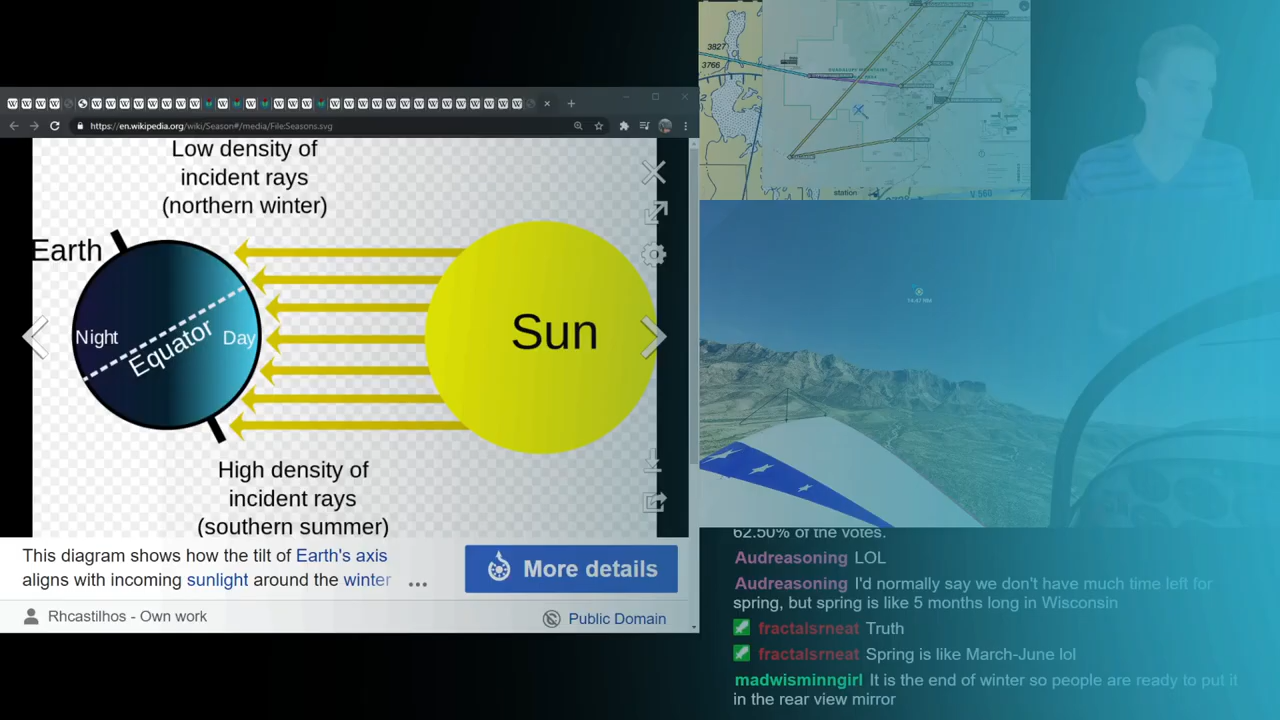 https://en.wikipedia.org/wiki/Season#/media/File:Seasons.svg
Low density of
incident rays
(northern winter)
Earth
Night
Equator
Day
Sun
High density of
incident rays
(southern summer)
This diagram shows how the tilt of Earth's axis
aligns with incoming sunlight around the winter ...
More details
Rhcastilhos - Own work
Public Domain
3827
3766
station
V 560
62.50% of the votes.
Audreasoning LOL
Audreasoning I'd normally say we don't have much time left for
spring, but spring is like 5 months long in Wisconsin
fractalsrneat Truth
fractalsrneat Spring is like March-June lol
madwisminngirl It is the end of winter so people are ready to put it
in the rear view mirror